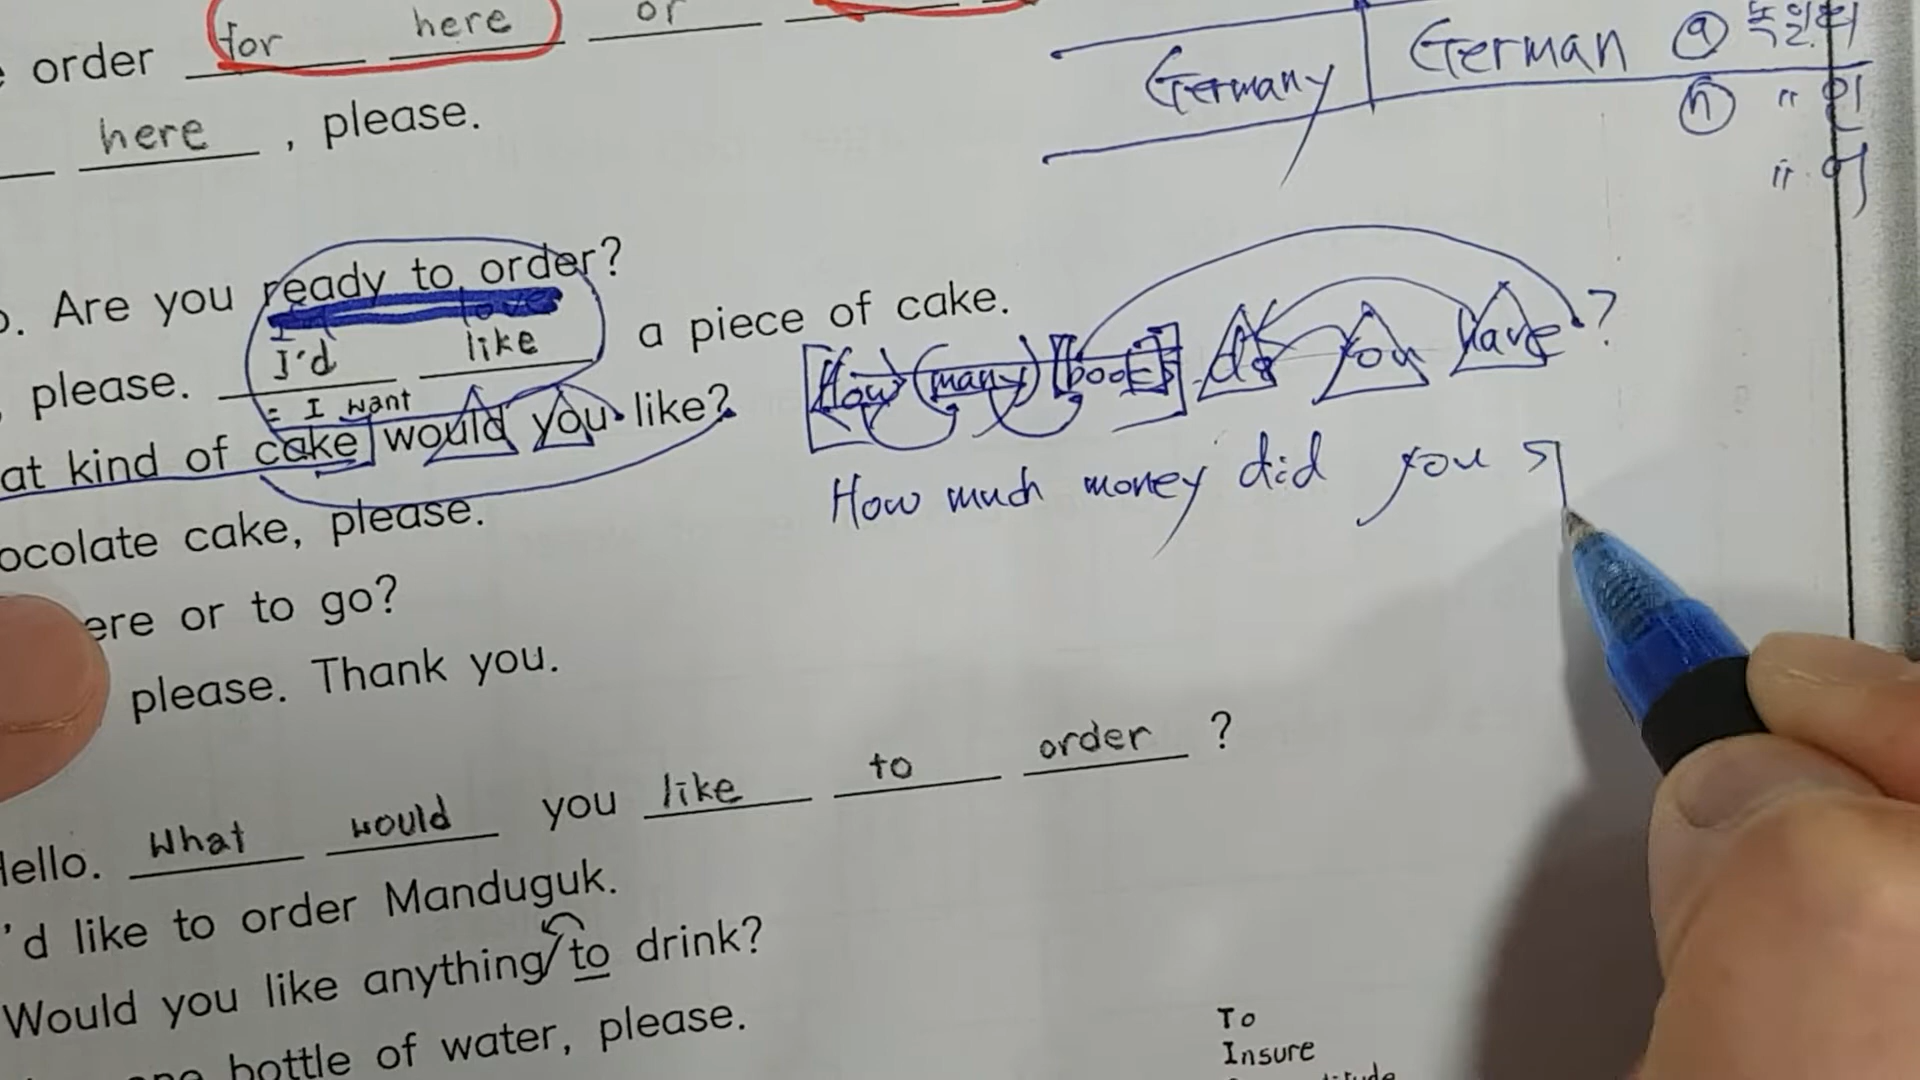 order for here or
here , please.
Germany German ⓐ 독일의
ⓝ " 인
" 어
. Are you ready to order?
, please. I'd like a piece of cake.
= I want
at kind of cake would you like?
How many books do you have?
How much money did you s
ocolate cake, please.
ere or to go?
please. Thank you.
Hello. What would you like to order ?
'd like to order Manduguk.
Would you like anything to drink?
bottle of water, please.
To
Insure